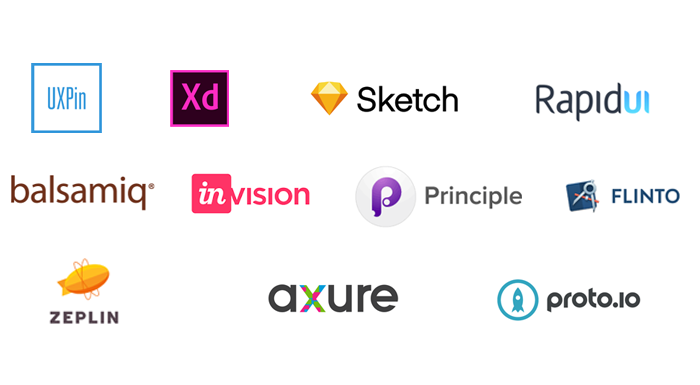 UXPin
Xd
Sketch
RapidUI
balsamiq®
inVISION
Principle
FLINTO
ZEPLIN
axure
proto.io